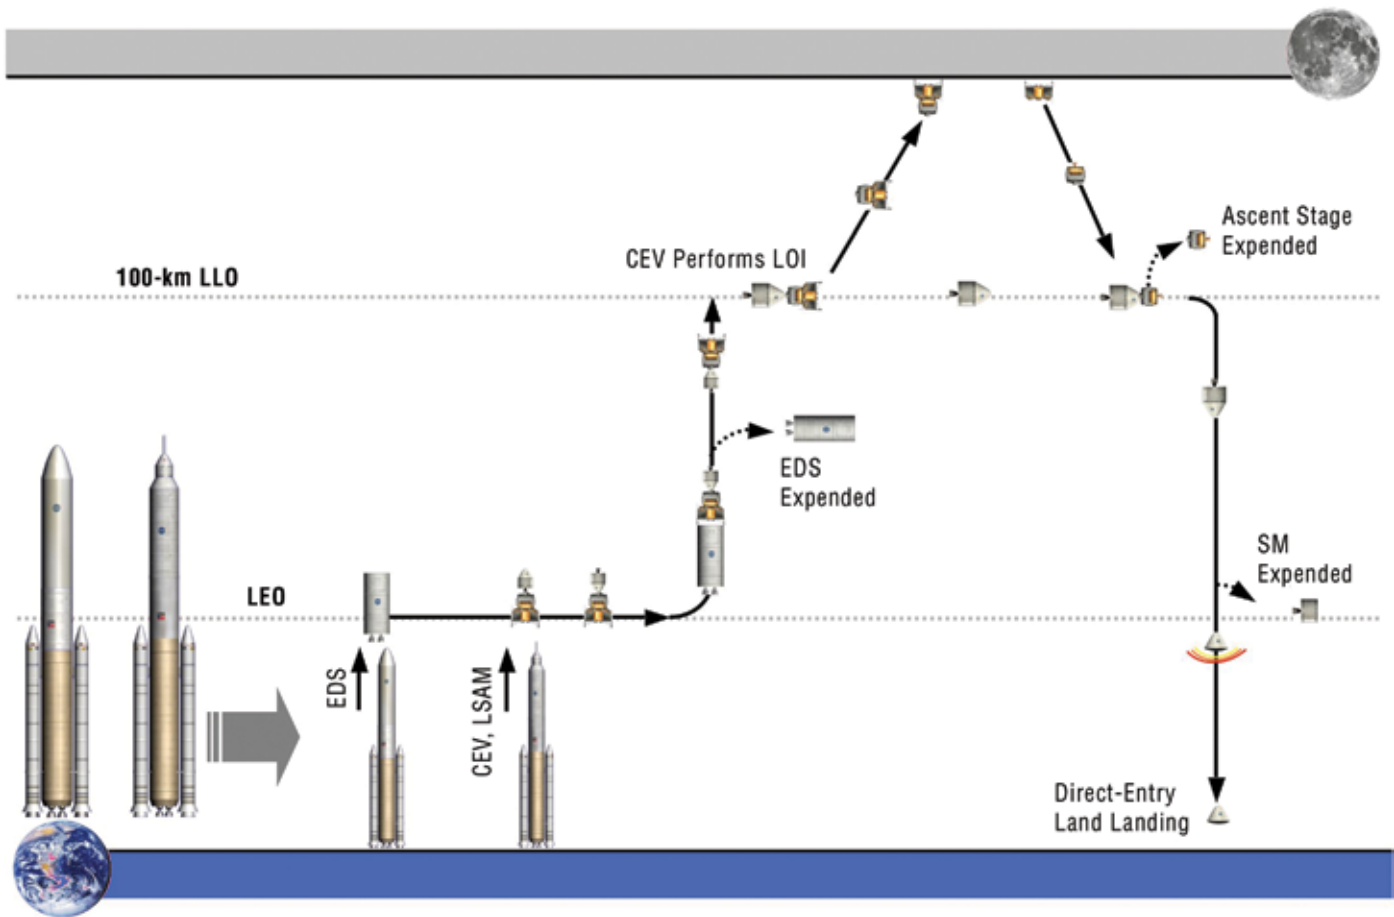 Ascent Stage
Expended
CEV Performs LOI
100-km LLO
EDS
Expended
SM
Expended
LEO
EDS
CEV, LSAM
Direct-Entry
Land Landing